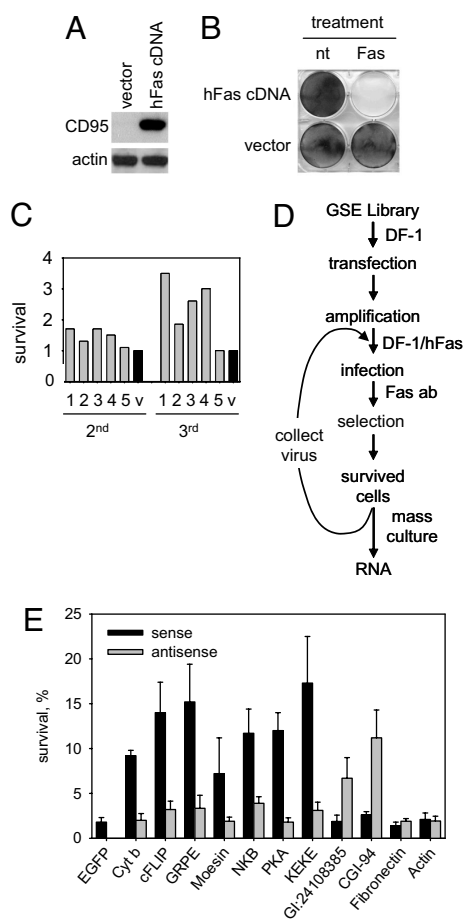 A
vector
hFas cDNA
CD95
actin
B
treatment
nt Fas
hFas cDNA
vector
C
survival
4
3
2
1
0
1 2 3 4 5 v 1 2 3 4 5 v
2nd 3rd
D
GSE Library
DF-1
transfection
amplification
DF-1/hFas
infection
Fas ab
selection
collect
virus
survived
cells
mass
culture
RNA
E
survival, %
25
20
15
10
5
0
sense
antisense
EGFP
Cyt b
cFLIP
GRPE
Moesin
NKB
PKA
KEKE
GI:24108385
CGI-94
Fibronectin
Actin